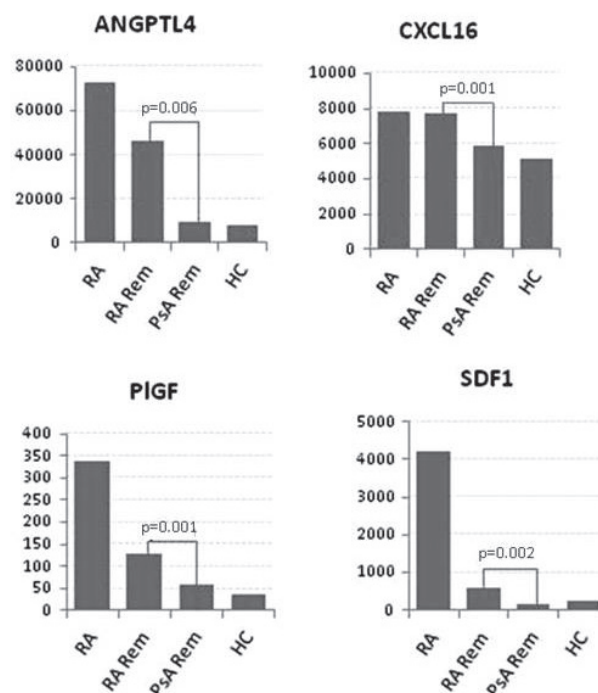 ANGPTL4
80000
60000
40000
20000
0
p=0.006
RA
RA Rem
PsA Rem
HC
CXCL16
10000
8000
6000
4000
2000
0
p=0.001
RA
RA Rem
PsA Rem
HC
PlGF
400
350
300
250
200
150
100
50
0
p=0.001
RA
RA Rem
PsA Rem
HC
SDF1
5000
4000
3000
2000
1000
0
p=0.002
RA
RA Rem
PsA Rem
HC